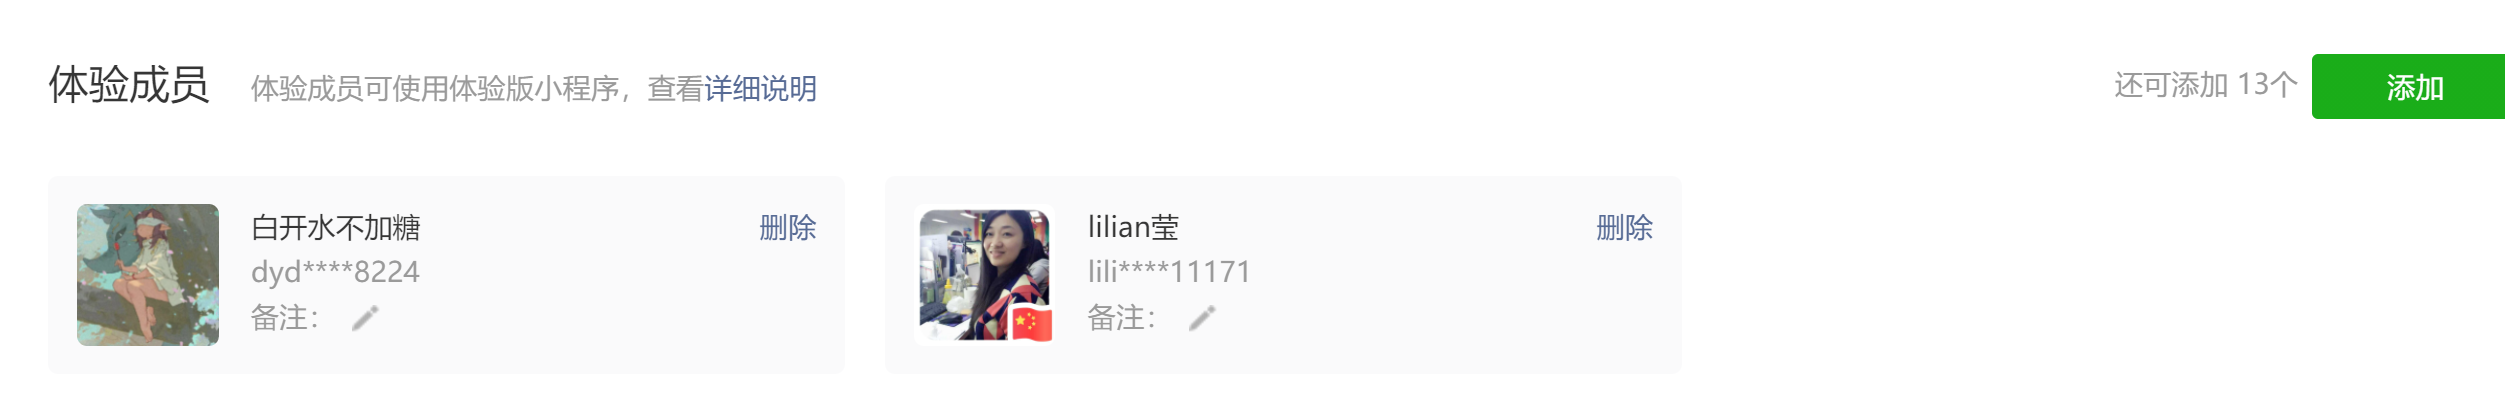 体验成员 体验成员可使用体验版小程序，查看详细说明 还可添加 13个 添加
白开水不加糖 删除
dyd****8224
备注：
lilian莹 删除
lili****11171
备注：